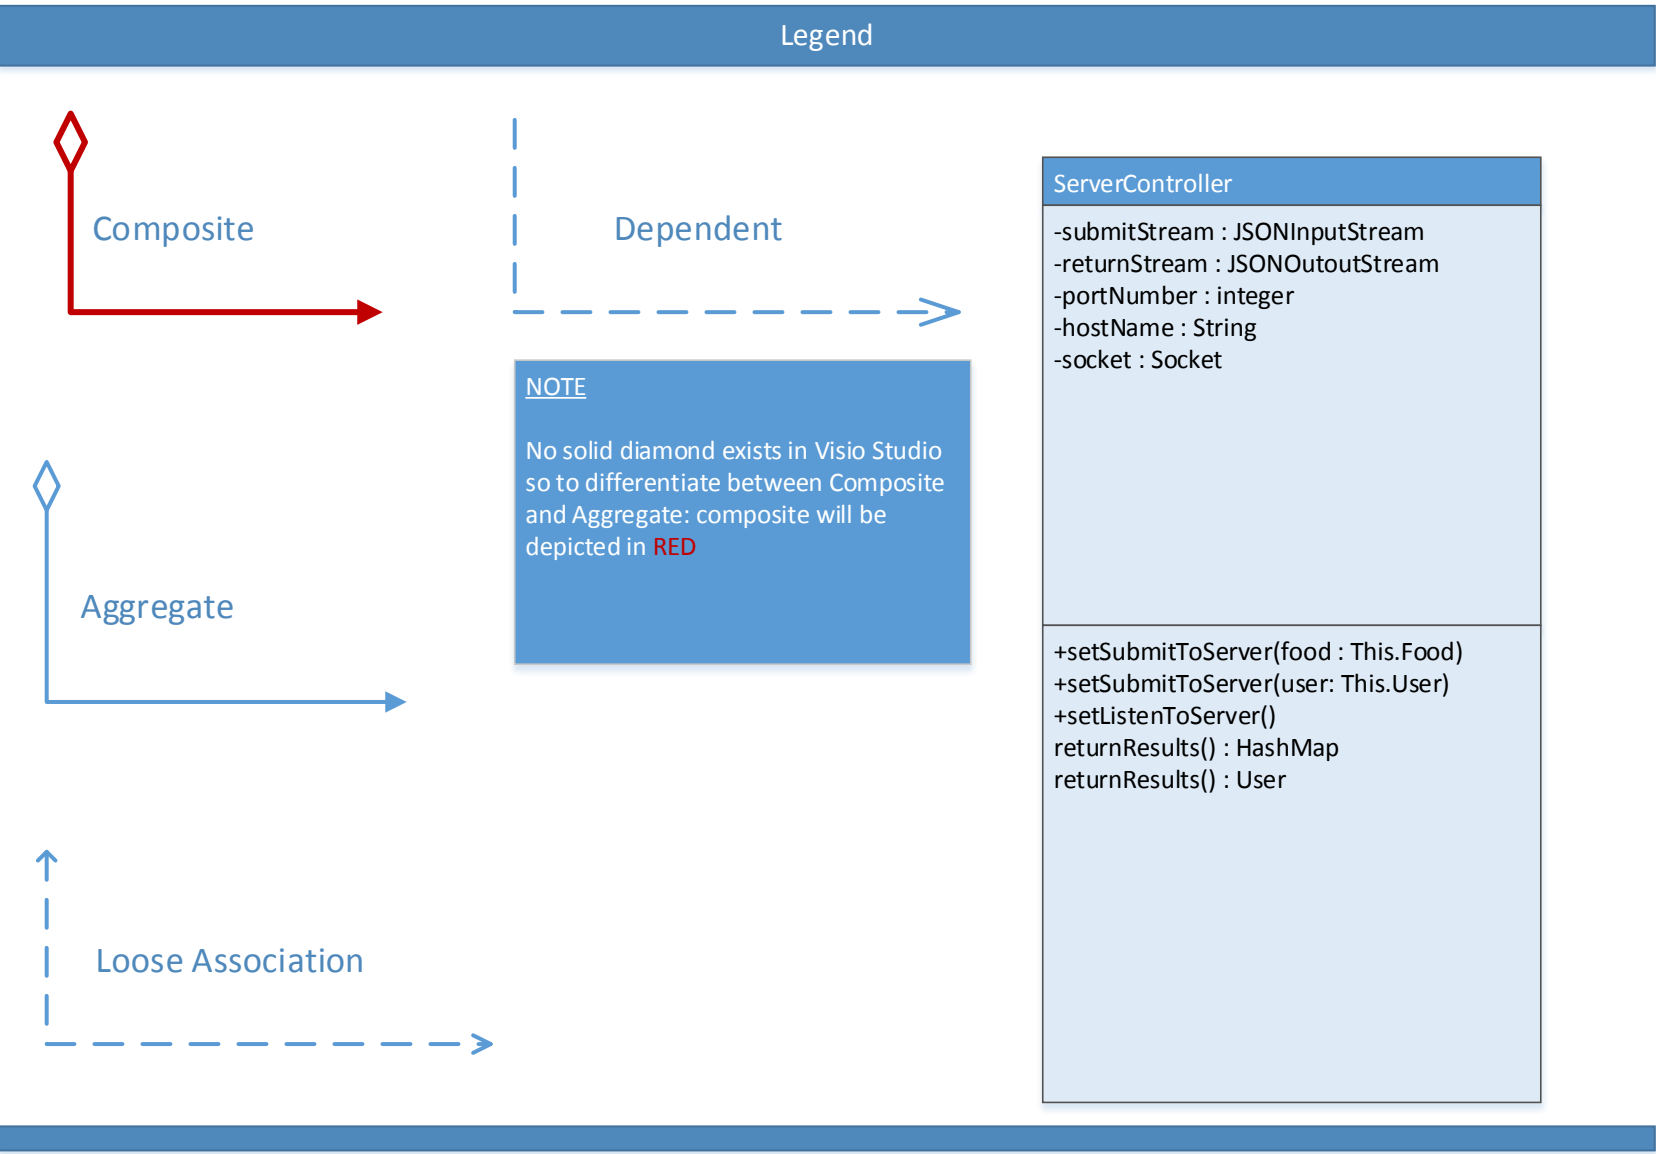 Legend
Composite
Dependent
NOTE
No solid diamond exists in Visio Studio
so to differentiate between Composite
and Aggregate: composite will be
depicted in RED
Aggregate
Loose Association
ServerController
-submitStream : JSONInputStream
-returnStream : JSONOutoutStream
-portNumber : integer
-hostName : String
-socket : Socket
+setSubmitToServer(food : This.Food)
+setSubmitToServer(user: This.User)
+setListenToServer()
returnResults() : HashMap
returnResults() : User